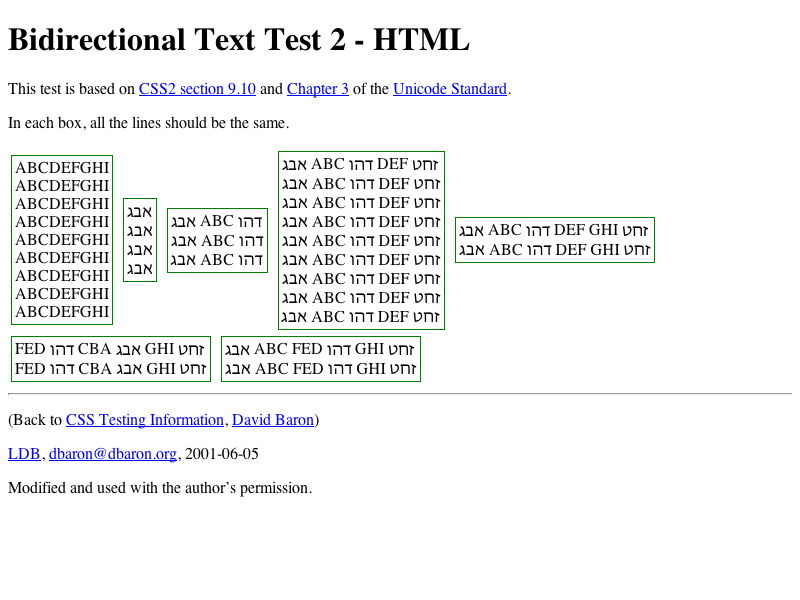 Bidirectional Text Test 2 - HTML
This test is based on CSS2 section 9.10 and Chapter 3 of the Unicode Standard.
In each box, all the lines should be the same.
ABCDEFGHI
ABCDEFGHI
ABCDEFGHI
ABCDEFGHI
ABCDEFGHI
ABCDEFGHI
ABCDEFGHI
ABCDEFGHI
ABCDEFGHI
אבג
אבג
אבג
אבג
אבג ABC דהו
אבג ABC דהו
אבג ABC דהו
אבג ABC דהו DEF זחט
אבג ABC דהו DEF זחט
אבג ABC דהו DEF זחט
אבג ABC דהו DEF זחט
אבג ABC דהו DEF זחט
אבג ABC דהו DEF זחט
אבג ABC דהו DEF זחט
אבג ABC דהו DEF זחט
אבג ABC דהו DEF זחט
אבג ABC דהו DEF GHI זחט
אבג ABC דהו DEF GHI זחט
FED דהו CBA אבג GHI זחט
FED דהו CBA אבג GHI זחט
אבג ABC FED דהו GHI זחט
אבג ABC FED דהו GHI זחט
(Back to CSS Testing Information, David Baron)
LDB, dbaron@dbaron.org, 2001-06-05
Modified and used with the author's permission.